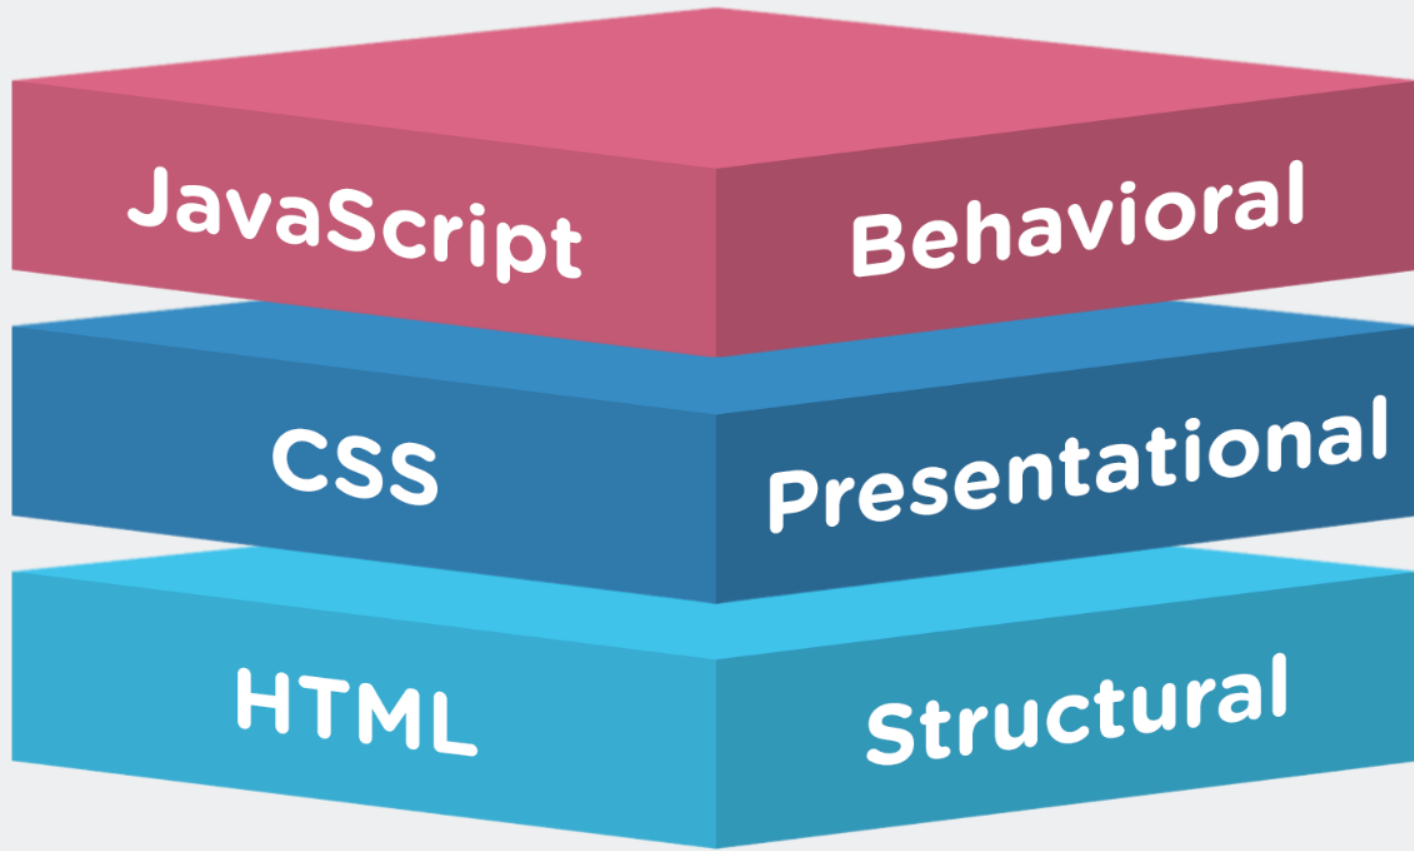 JavaScript
Behavioral
CSS
Presentational
HTML
Structural